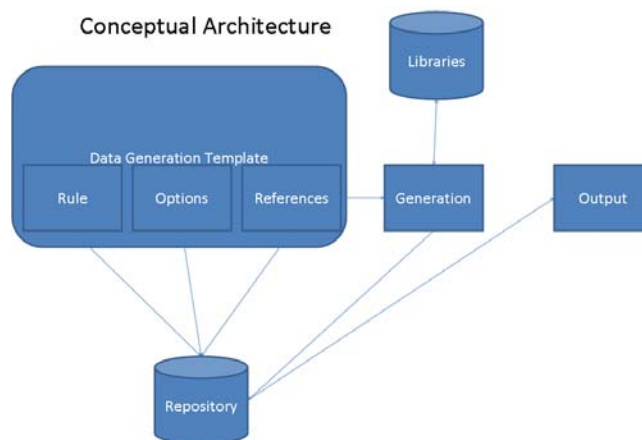 Conceptual Architecture
Libraries
Data Generation Template
Rule
Options
References
Generation
Output
Repository